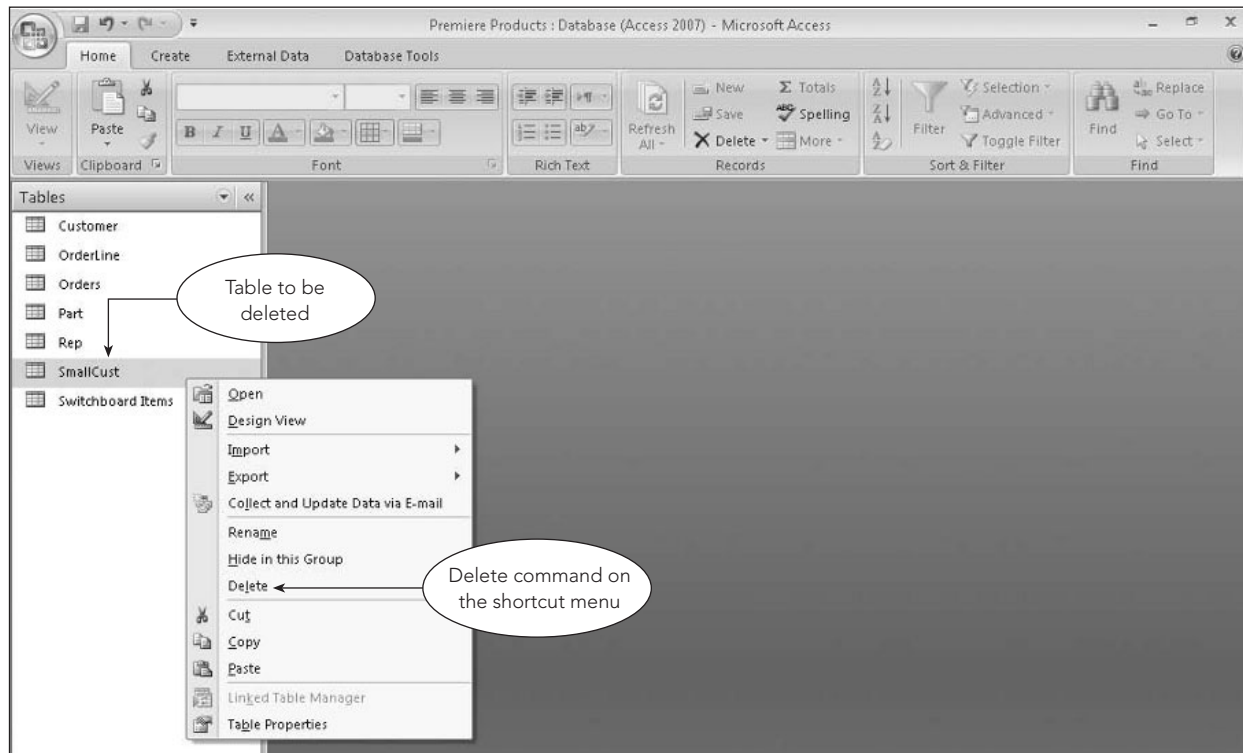 Premiere Products : Database (Access 2007) - Microsoft Access
Home Create External Data Database Tools
View
Views
Paste
Clipboard
B I U A
Font
Rich Text
Refresh
All
New
Save
Delete
Σ Totals
Spelling
More
Records
Filter
Selection
Advanced
Toggle Filter
Sort & Filter
Find
Replace
Go To
Select
Find
Tables
Customer
OrderLine
Orders
Part
Rep
SmallCust
Switchboard Items
Table to be
deleted
Open
Design View
Import
Export
Collect and Update Data via E-mail
Rename
Hide in this Group
Delete
Cut
Copy
Paste
Linked Table Manager
Table Properties
Delete command on
the shortcut menu